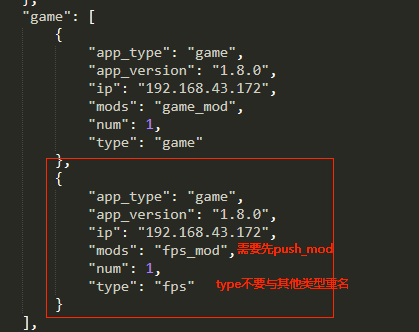 },
"game": [
{
"app_type": "game",
"app_version": "1.8.0",
"ip": "192.168.43.172",
"mods": "game_mod",
"num": 1,
"type": "game"
},
{
"app_type": "game",
"app_version": "1.8.0",
"ip": "192.168.43.172",
"mods": "fps_mod",需要先push_mod
"num": 1,
"type": "fps" type不要与其他类型重名
}
],